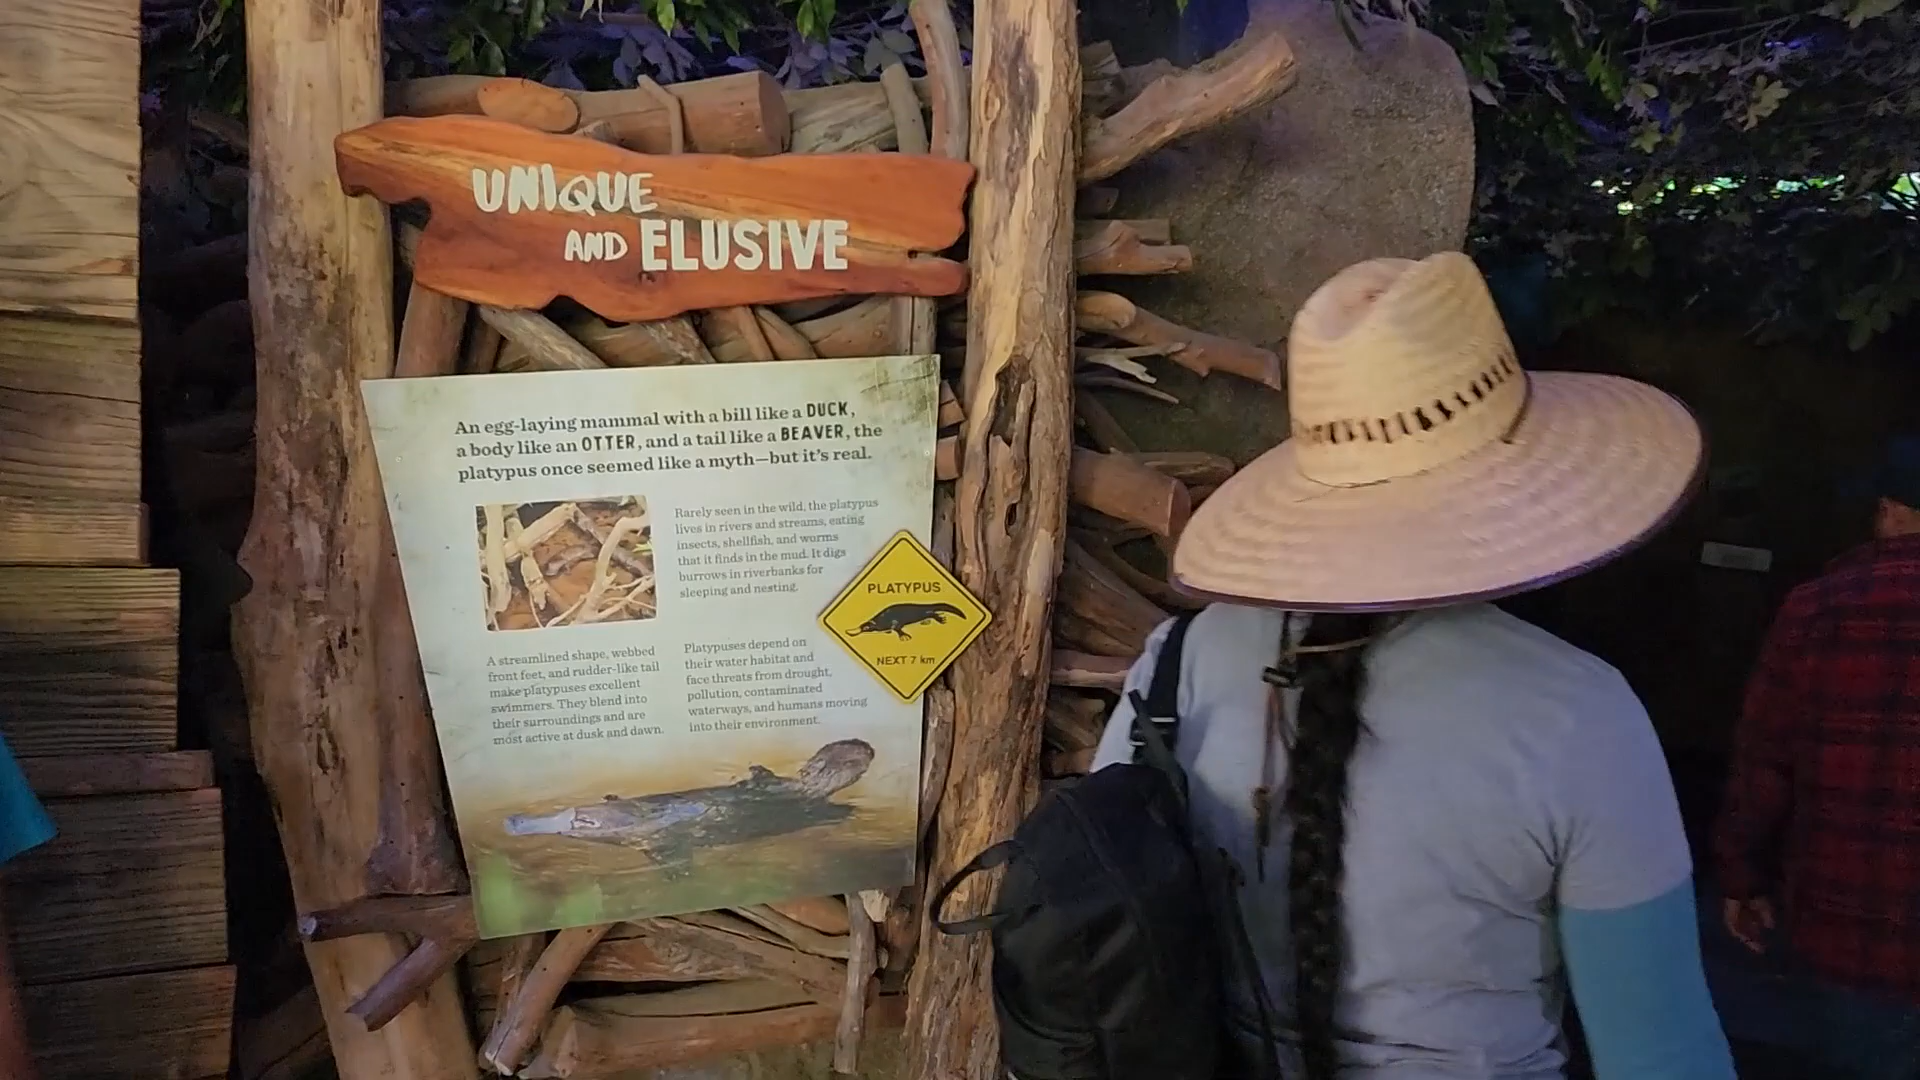 UNIQUE
AND ELUSIVE
An egg-laying mammal with a bill like a DUCK,
a body like an OTTER, and a tail like a BEAVER, the
platypus once seemed like a myth—but it's real.
Rarely seen in the wild, the platypus
lives in rivers and streams, eating
insects, shellfish, and worms
that it finds in the mud. It digs
burrows in riverbanks for
sleeping and nesting.
A streamlined shape, webbed
front feet, and rudder-like tail
make platypuses excellent
swimmers. They blend into
their surroundings and are
most active at dusk and dawn.
Platypuses depend on
their water habitat and
face threats from drought,
pollution, contaminated
waterways, and humans moving
into their environment.
PLATYPUS
NEXT 7 km